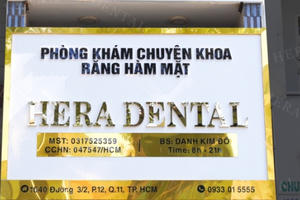 PHÒNG KHÁM CHUYÊN KHOA
RĂNG HÀM MẶT
HERA DENTAL
MST: 0317525359
CCHN: 047547/HCM
BS: DANH KIM ĐÔ
Time: 8h - 21h
1040 Đường 3/2, P.12, Q.11, TP. HCM
0933 01 5555